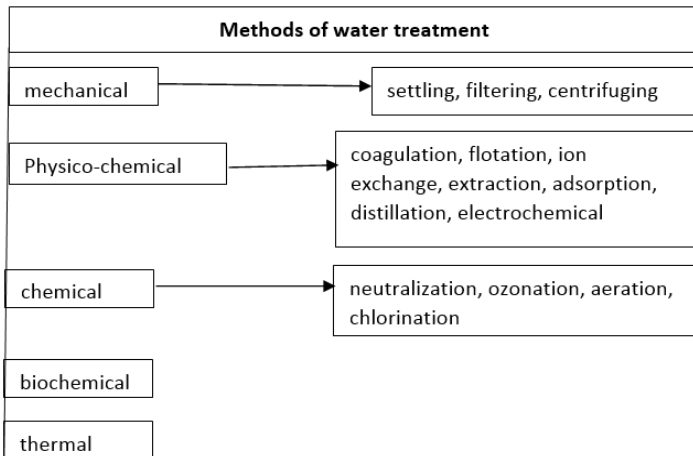 Methods of water treatment
mechanical
settling, filtering, centrifuging
Physico-chemical
coagulation, flotation, ion
exchange, extraction, adsorption,
distillation, electrochemical
chemical
neutralization, ozonation, aeration,
chlorination
biochemical
thermal